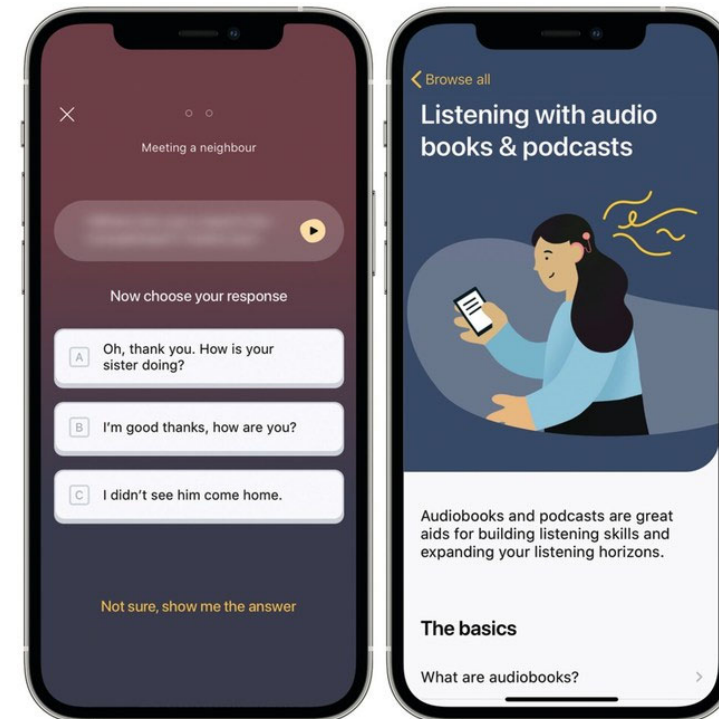 Meeting a neighbour
Now choose your response
A
Oh, thank you. How is your
sister doing?
B
I'm good thanks, how are you?
C
I didn't see him come home.
Not sure, show me the answer
Browse all
Listening with audio
books & podcasts
Audiobooks and podcasts are great
aids for building listening skills and
expanding your listening horizons.
The basics
What are audiobooks?